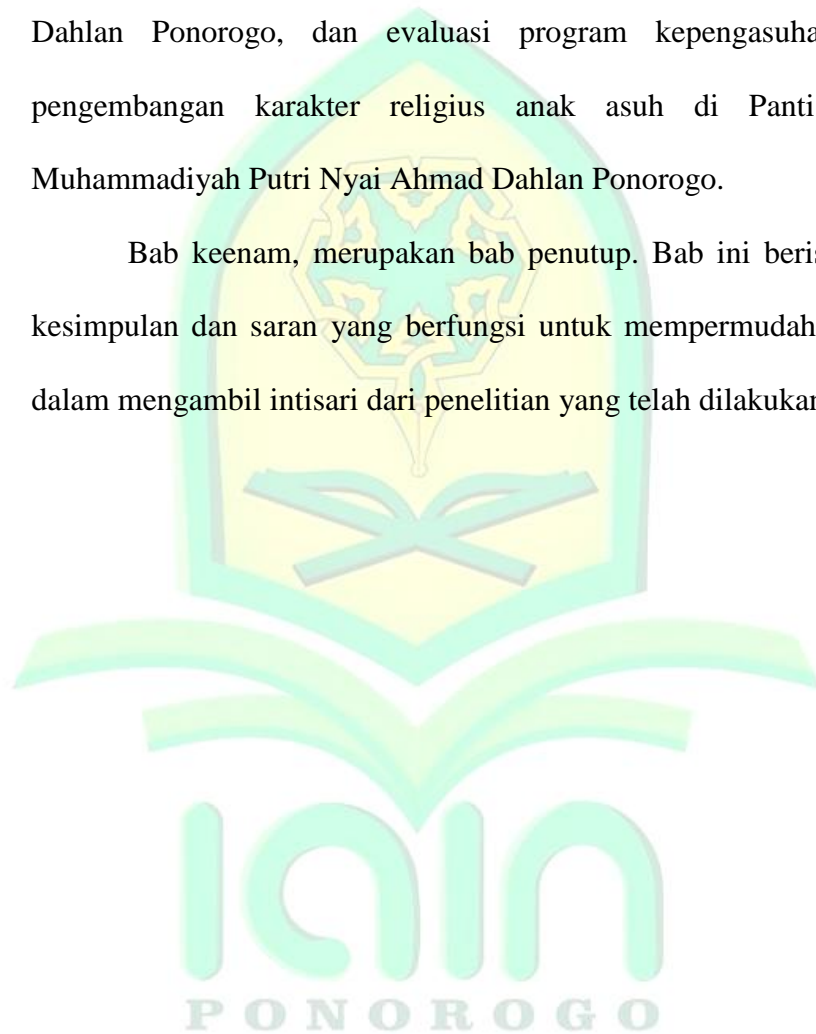 Dahlan Ponorogo, dan evaluasi program
pengembangan karakter religius anak asuh di Panti
Muhammadiyah Putri Nyai Ahmad Dahlan Ponorogo.
Bab keenam, merupakan bab penutup. Bab ini
kesimpulan dan saran yang berfungsi untuk mempermudah
dalam mengambil intisari dari penelitian yang telah dilakukan
iain
PONOROGO